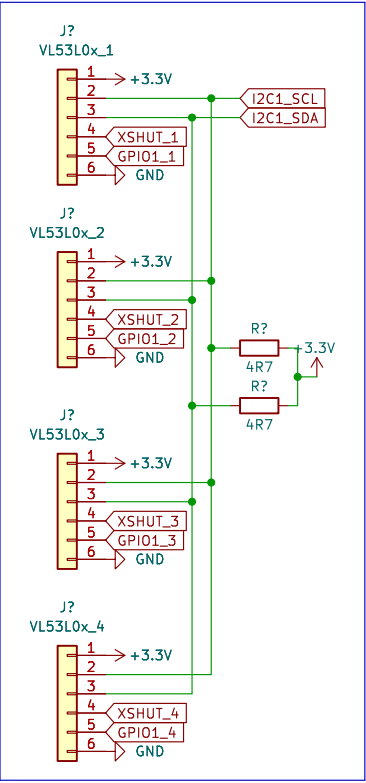 J?
VL53L0x_1
1 +3.3V
2 I2C1_SCL
3 I2C1_SDA
4 XSHUT_1
5 GPIO1_1
6 GND
J?
VL53L0x_2
1 +3.3V
2
3
4 XSHUT_2
5 GPIO1_2
6 GND
R?
4R7
+3.3V
R?
4R7
J?
VL53L0x_3
1 +3.3V
2
3
4 XSHUT_3
5 GPIO1_3
6 GND
J?
VL53L0x_4
1 +3.3V
2
3
4 XSHUT_4
5 GPIO1_4
6 GND